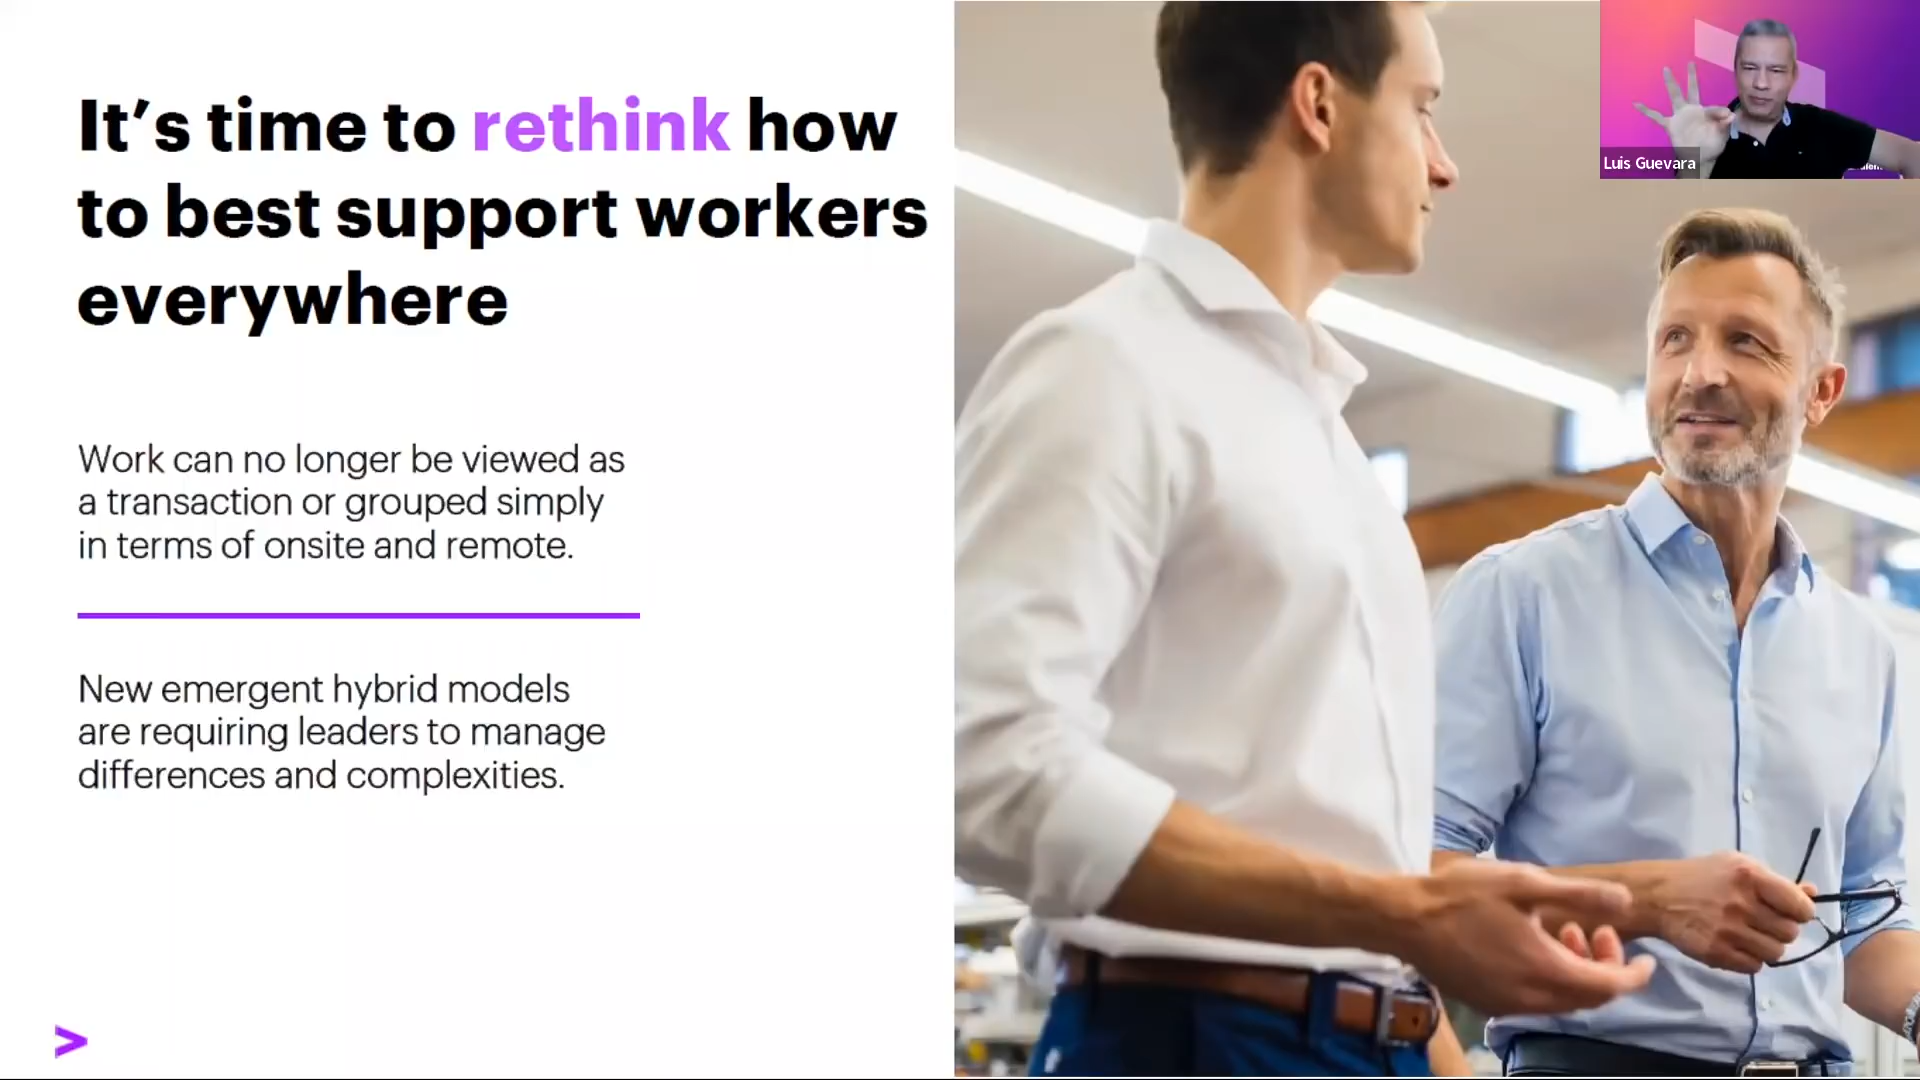 It's time to rethink how
to best support workers
everywhere
Work can no longer be viewed as
a transaction or grouped simply
in terms of onsite and remote.
New emergent hybrid models
are requiring leaders to manage
differences and complexities.
>
Luis Guevara